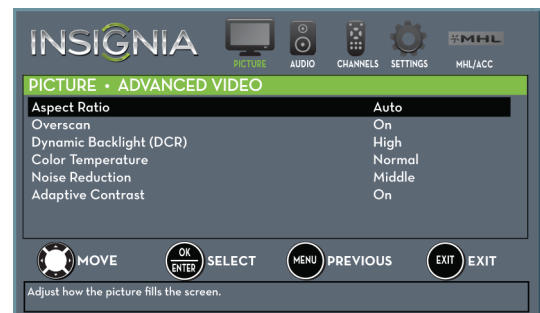 INSIGNIA
PICTURE AUDIO CHANNELS SETTINGS MHL MHL/ACC
PICTURE • ADVANCED VIDEO
Aspect Ratio Auto
Overscan On
Dynamic Backlight (DCR) High
Color Temperature Normal
Noise Reduction Middle
Adaptive Contrast On
MOVE OK ENTER SELECT MENU PREVIOUS EXIT EXIT
Adjust how the picture fills the screen.